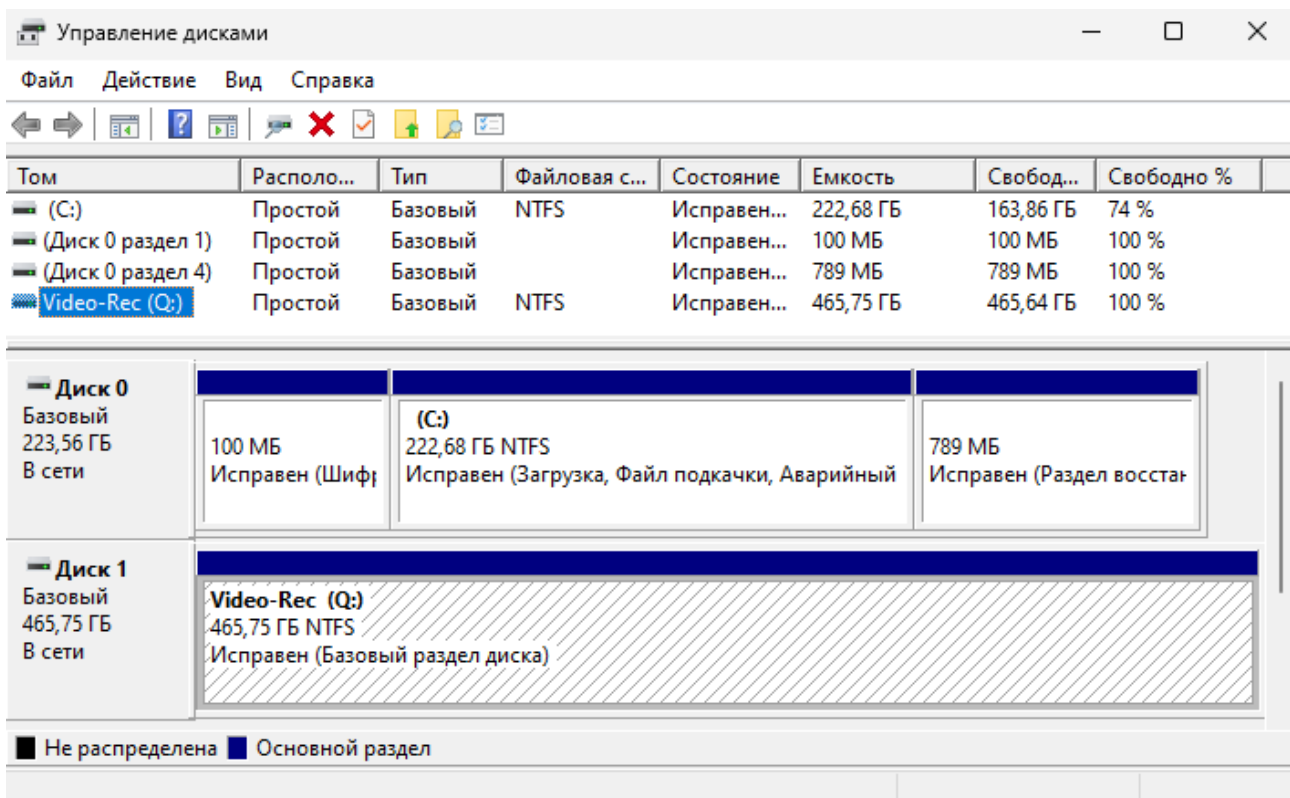 Управление дисками
Файл Действие Вид Справка
Том Располо... Тип Файловая с... Состояние Емкость Свобод... Свободно %
(C:) Простой Базовый NTFS Исправен... 222,68 ГБ 163,86 ГБ 74 %
(Диск 0 раздел 1) Простой Базовый Исправен... 100 МБ 100 МБ 100 %
(Диск 0 раздел 4) Простой Базовый Исправен... 789 МБ 789 МБ 100 %
Video-Rec (Q:) Простой Базовый NTFS Исправен... 465,75 ГБ 465,64 ГБ 100 %
Диск 0
Базовый
223,56 ГБ
В сети
100 МБ
Исправен (Шифр
(C:)
222,68 ГБ NTFS
Исправен (Загрузка, Файл подкачки, Аварийный
789 МБ
Исправен (Раздел восстан
Диск 1
Базовый
465,75 ГБ
В сети
Video-Rec (Q:)
465,75 ГБ NTFS
Исправен (Базовый раздел диска)
Не распределена Основной раздел